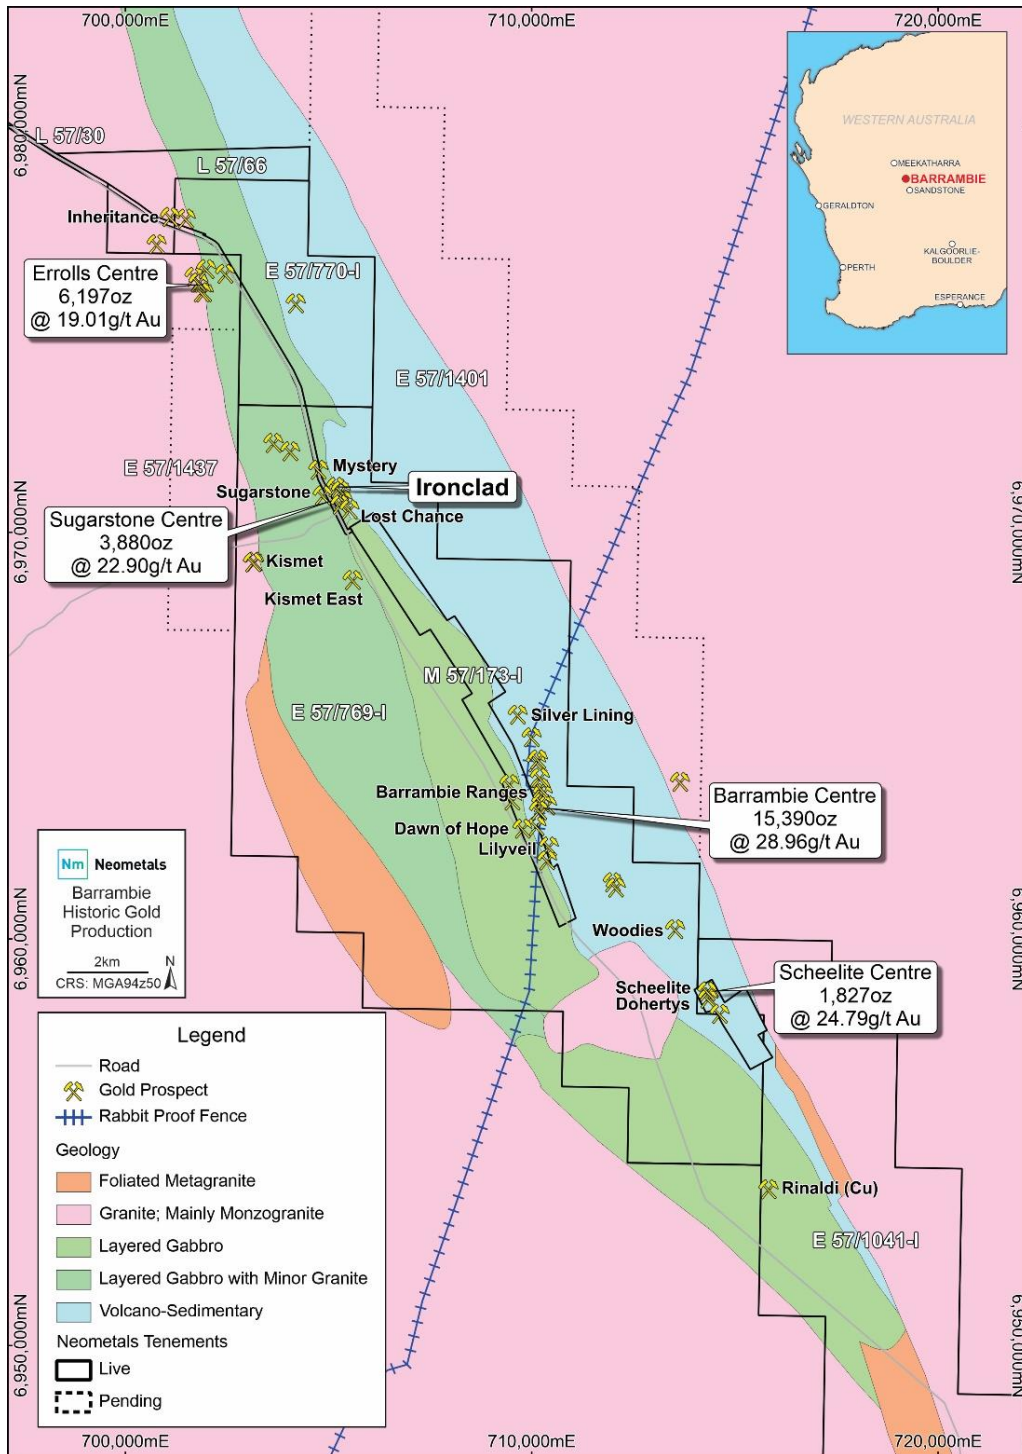 700,000mE
710,000mE
720,000mE
6,980,000mN
L 57/30
L 57/66
Inheritance
Errolls Centre
6,197oz
@ 19.01g/t Au
E 57/770-I
E 57/1401
WESTERN AUSTRALIA
MEEKATHARRA
BARRAMBIE
SANDSTONE
GERALDTON
KALGOORLIE-
BOULDER
PERTH
ESPERANCE
E 57/1437
Mystery
Sugarstone
Ironclad
Lost Chance
Sugarstone Centre
3,880oz
@ 22.90g/t Au
6,970,000mN
6,970,000mN
Kismet
Kismet East
M 57/173-I
E 57/769-I
Silver Lining
Barrambie Ranges
Barrambie Centre
15,390oz
@ 28.96g/t Au
Dawn of Hope
Lilyveil
Woodies
6,960,000mN
6,960,000mN
Scheelite
Dohertys
Scheelite Centre
1,827oz
@ 24.79g/t Au
Rinaldi (Cu)
E 57/1041-I
Nm Neometals
Barrambie
Historic Gold
Production
2km
N
CRS: MGA94z50
Legend
Road
Gold Prospect
Rabbit Proof Fence
Geology
Foliated Metagranite
Granite; Mainly Monzogranite
Layered Gabbro
Layered Gabbro with Minor Granite
Volcano-Sedimentary
Neometals Tenements
Live
Pending
6,950,000mN
6,950,000mN
700,000mE
710,000mE
720,000mE